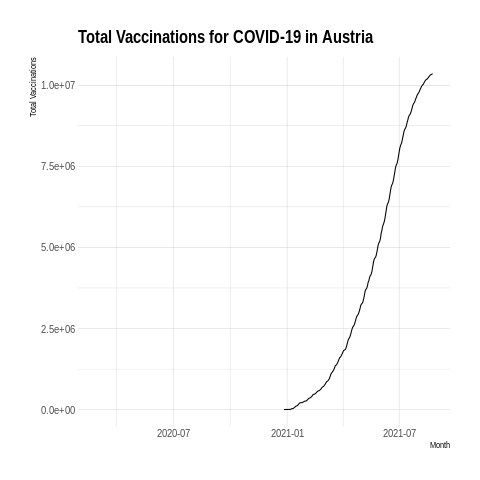 Total Vaccinations for COVID-19 in Austria
Total Vaccinations
1.0e+07
7.5e+06
5.0e+06
2.5e+06
0.0e+00
2020-07
2021-01
2021-07
Month